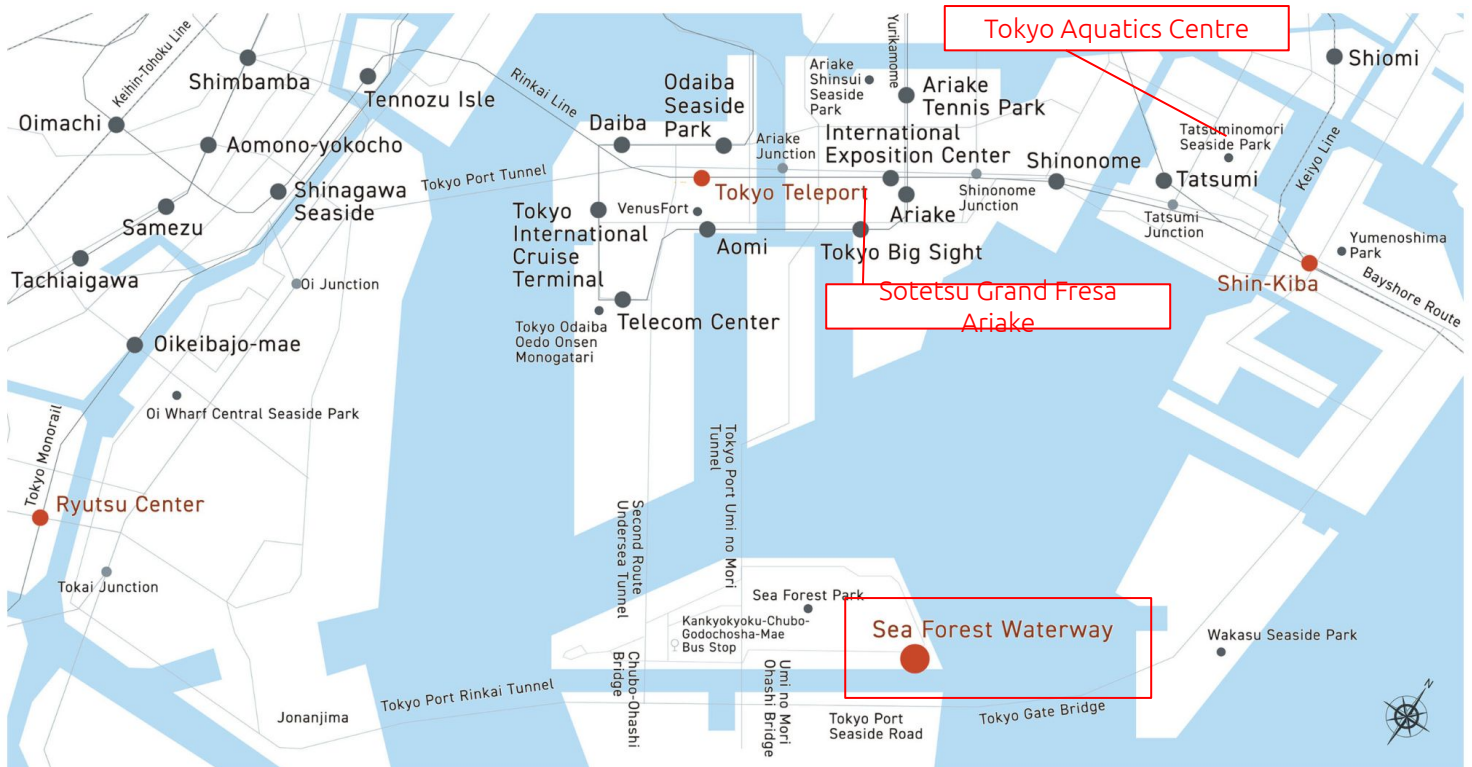 Tokyo Aquatics Centre
Keihin-Tohoku Line
Shimbamba
Tennozu Isle
Rinkai Line
Odaiba
Seaside
Park
Daiba
Ariake
Shinsui
Seaside
Park
Yurikamome
Ariake
Tennis Park
Shiomi
Oimachi
Aomono-yokocho
Ariake
Junction
International
Exposition Center
Shinonome
Tatsuminomori
Seaside Park
Keiyo Line
Tokyo Port Tunnel
Shinagawa
Seaside
Tokyo Teleport
Shinonome
Junction
Tatsumi
Samezu
Tokyo
International
Cruise
Terminal
VenusFort
Ariake
Tatsumi
Junction
Aomi
Tokyo Big Sight
Yumenoshima
Park
Tachiaigawa
Oi Junction
Shin-Kiba
Bayshore Route
Sotetsu Grand Fresa
Ariake
Telecom Center
Tokyo Odaiba
Oedo Onsen
Monogatari
Oikeibajo-mae
Oi Wharf Central Seaside Park
Tokyo Monorail
Tokyo Port Umi no Mori
Tunnel
Ryutsu Center
Second Route
Undersea Tunnel
Tokai Junction
Sea Forest Park
Kankyokyoku-Chubo-
Godochosha-Mae
Bus Stop
Sea Forest Waterway
Wakasu Seaside Park
Chubo-Ohashi
Bridge
Umi no Mori
Ohashi Bridge
Tokyo Port Rinkai Tunnel
Jonanjima
Tokyo Port
Seaside Road
Tokyo Gate Bridge
N